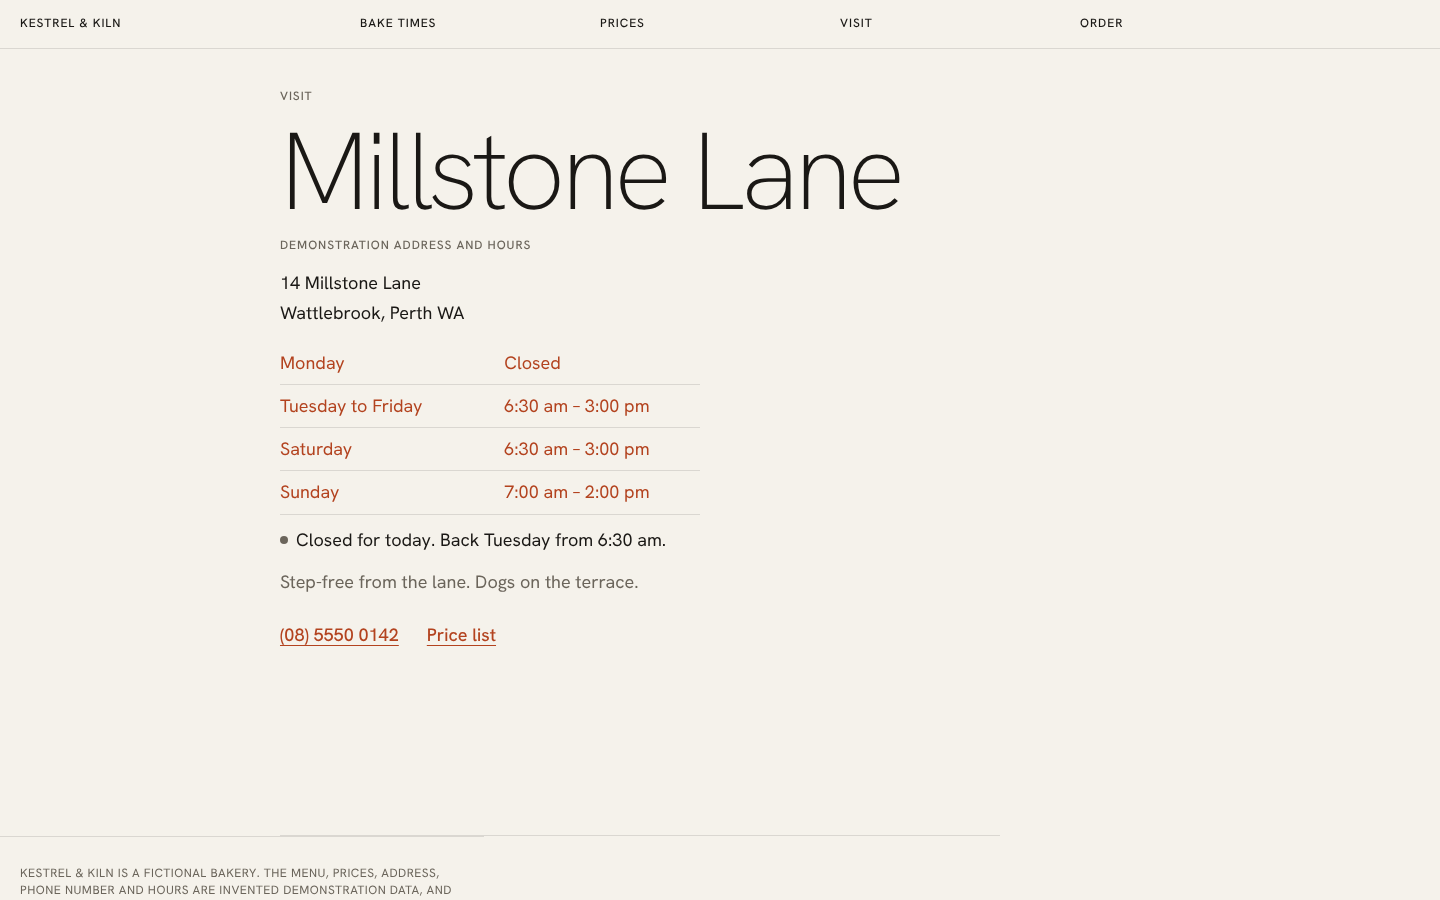 KESTREL & KILN
BAKE TIMES
PRICES
VISIT
ORDER
VISIT
Millstone Lane
DEMONSTRATION ADDRESS AND HOURS
14 Millstone Lane
Wattlebrook, Perth WA
Monday Closed
Tuesday to Friday 6:30 am – 3:00 pm
Saturday 6:30 am – 3:00 pm
Sunday 7:00 am – 2:00 pm
Closed for today. Back Tuesday from 6:30 am.
Step-free from the lane. Dogs on the terrace.
(08) 5550 0142 Price list
KESTREL & KILN IS A FICTIONAL BAKERY. THE MENU, PRICES, ADDRESS,
PHONE NUMBER AND HOURS ARE INVENTED DEMONSTRATION DATA, AND